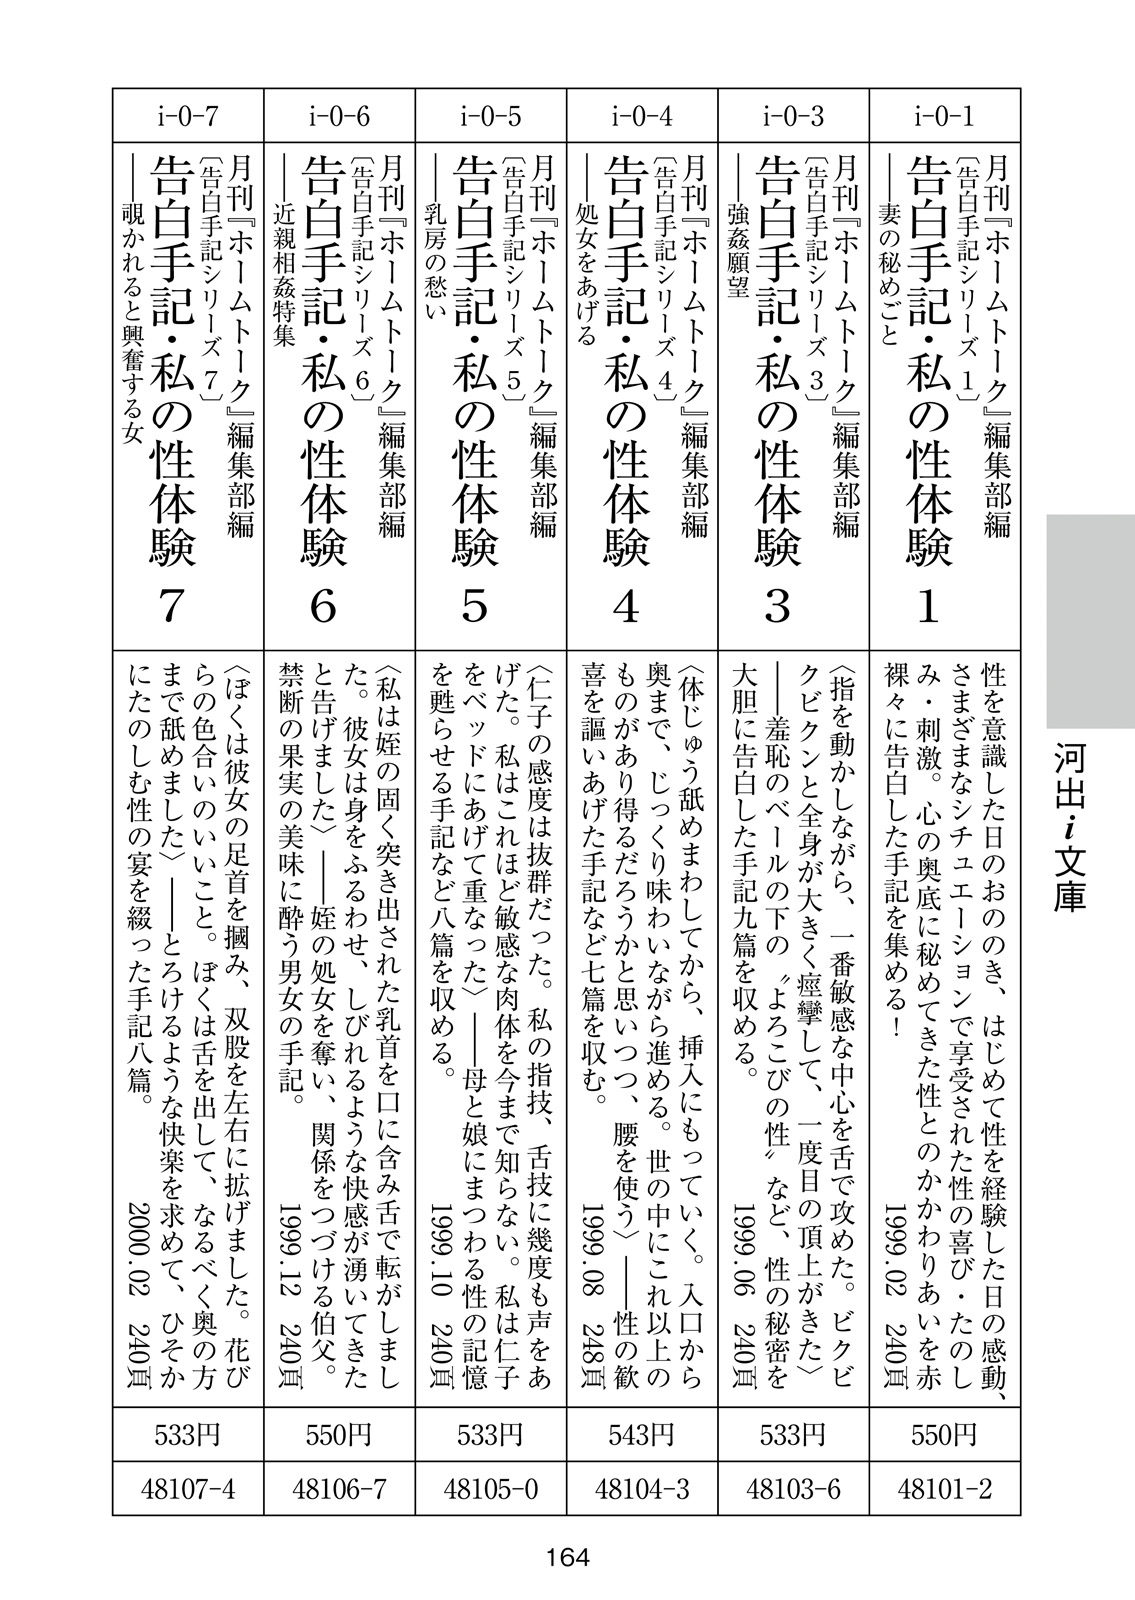 河出i文庫
i-0-1
月刊『ホームトーク』編集部編
〔告白手記シリーズ1〕
告白手記・私の性体験 1
――妻の秘めごと
性を意識した日のおののき、はじめて性を経験した日の感動、
さまざまなシチュエーションで享受された性の喜び・たのし
み・刺激。心の奥底に秘めてきた性とのかかわりあいを赤
裸々に告白した手記を集める！ 1999.02 240頁
550円
48101-2
i-0-3
月刊『ホームトーク』編集部編
〔告白手記シリーズ3〕
告白手記・私の性体験 3
――強姦願望
〈指を動かしながら、一番敏感な中心を舌で攻めた。ビクビ
クビクンと全身が大きく痙攣して、一度目の頂上がきた〉
――羞恥のベールの下の〝よろこびの性〟など、性の秘密を
大胆に告白した手記九篇を収める。 1999.06 240頁
533円
48103-6
i-0-4
月刊『ホームトーク』編集部編
〔告白手記シリーズ4〕
告白手記・私の性体験 4
――処女をあげる
〈体じゅう舐めまわしてから、挿入にもっていく。入口から
奥まで、じっくり味わいながら進める。世の中にこれ以上の
ものがあり得るだろうかと思いつつ、腰を使う〉――性の歓
喜を謳いあげた手記など七篇を収む。 1999.08 248頁
543円
48104-3
i-0-5
月刊『ホームトーク』編集部編
〔告白手記シリーズ5〕
告白手記・私の性体験 5
――乳房の愁い
〈仁子の感度は抜群だった。私の指技、舌技に幾度も声をあ
げた。私はこれほど敏感な肉体を今まで知らない。私は仁子
をベッドにあげて重なった〉――母と娘にまつわる性の記憶
を甦らせる手記など八篇を収める。 1999.10 240頁
533円
48105-0
i-0-6
月刊『ホームトーク』編集部編
〔告白手記シリーズ6〕
告白手記・私の性体験 6
――近親相姦特集
〈私は姪の固く突き出された乳首を口に含み舌で転がしまし
た。彼女は身をふるわせ、しびれるような快感が湧いてきた
と告げました〉――姪の処女を奪い、関係をつづける伯父。
禁断の果実の美味に酔う男女の手記。 1999.12 240頁
550円
48106-7
i-0-7
月刊『ホームトーク』編集部編
〔告白手記シリーズ7〕
告白手記・私の性体験 7
――覗かれると興奮する女
〈ぼくは彼女の足首を摑み、双股を左右に拡げました。花び
らの色合いのいいこと。ぼくは舌を出して、なるべく奥の方
まで舐めました〉――とろけるような快楽を求めて、ひそか
にたのしむ性の宴を綴った手記八篇。 2000.02 240頁
533円
48107-4
164